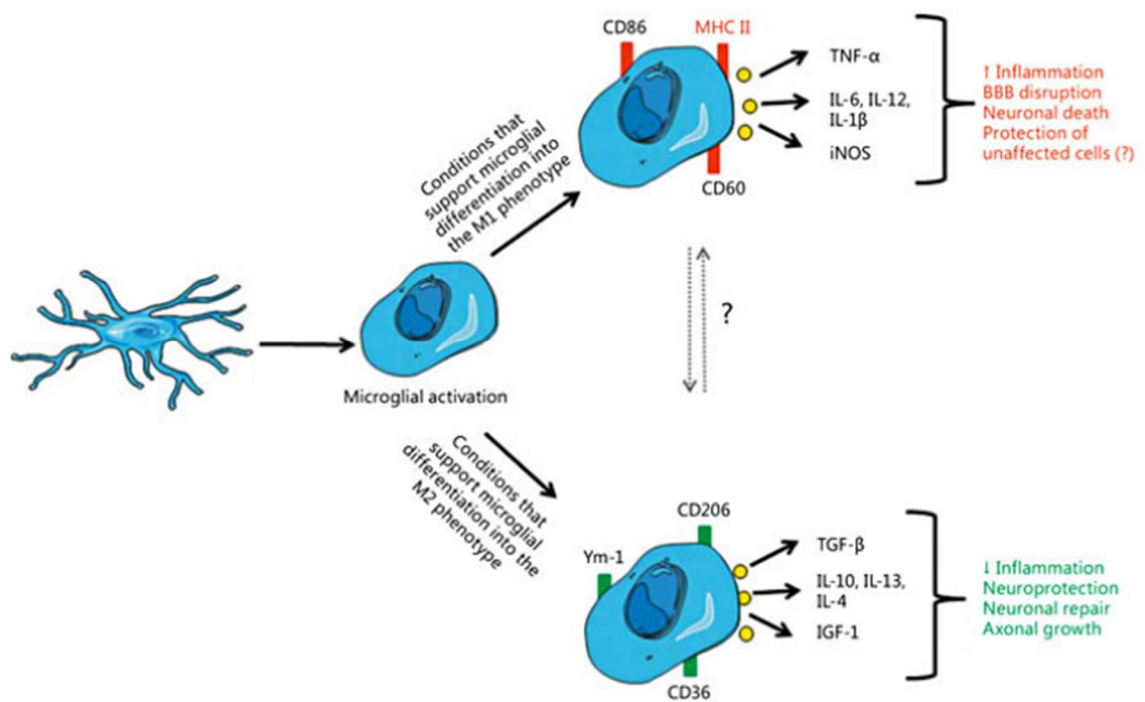 CD86
MHC II
TNF-α
IL-6, IL-12,
IL-1β
iNOS
CD60
↑ Inflammation
BBB disruption
Neuronal death
Protection of
unaffected cells (?)
Conditions that
support microglial
differentiation into
the M1 phenotype
?
Microglial activation
Conditions that
support microglial
differentiation into the
M2 phenotype
CD206
Ym-1
TGF-β
IL-10, IL-13,
IL-4
IGF-1
CD36
↓ Inflammation
Neuroprotection
Neuronal repair
Axonal growth